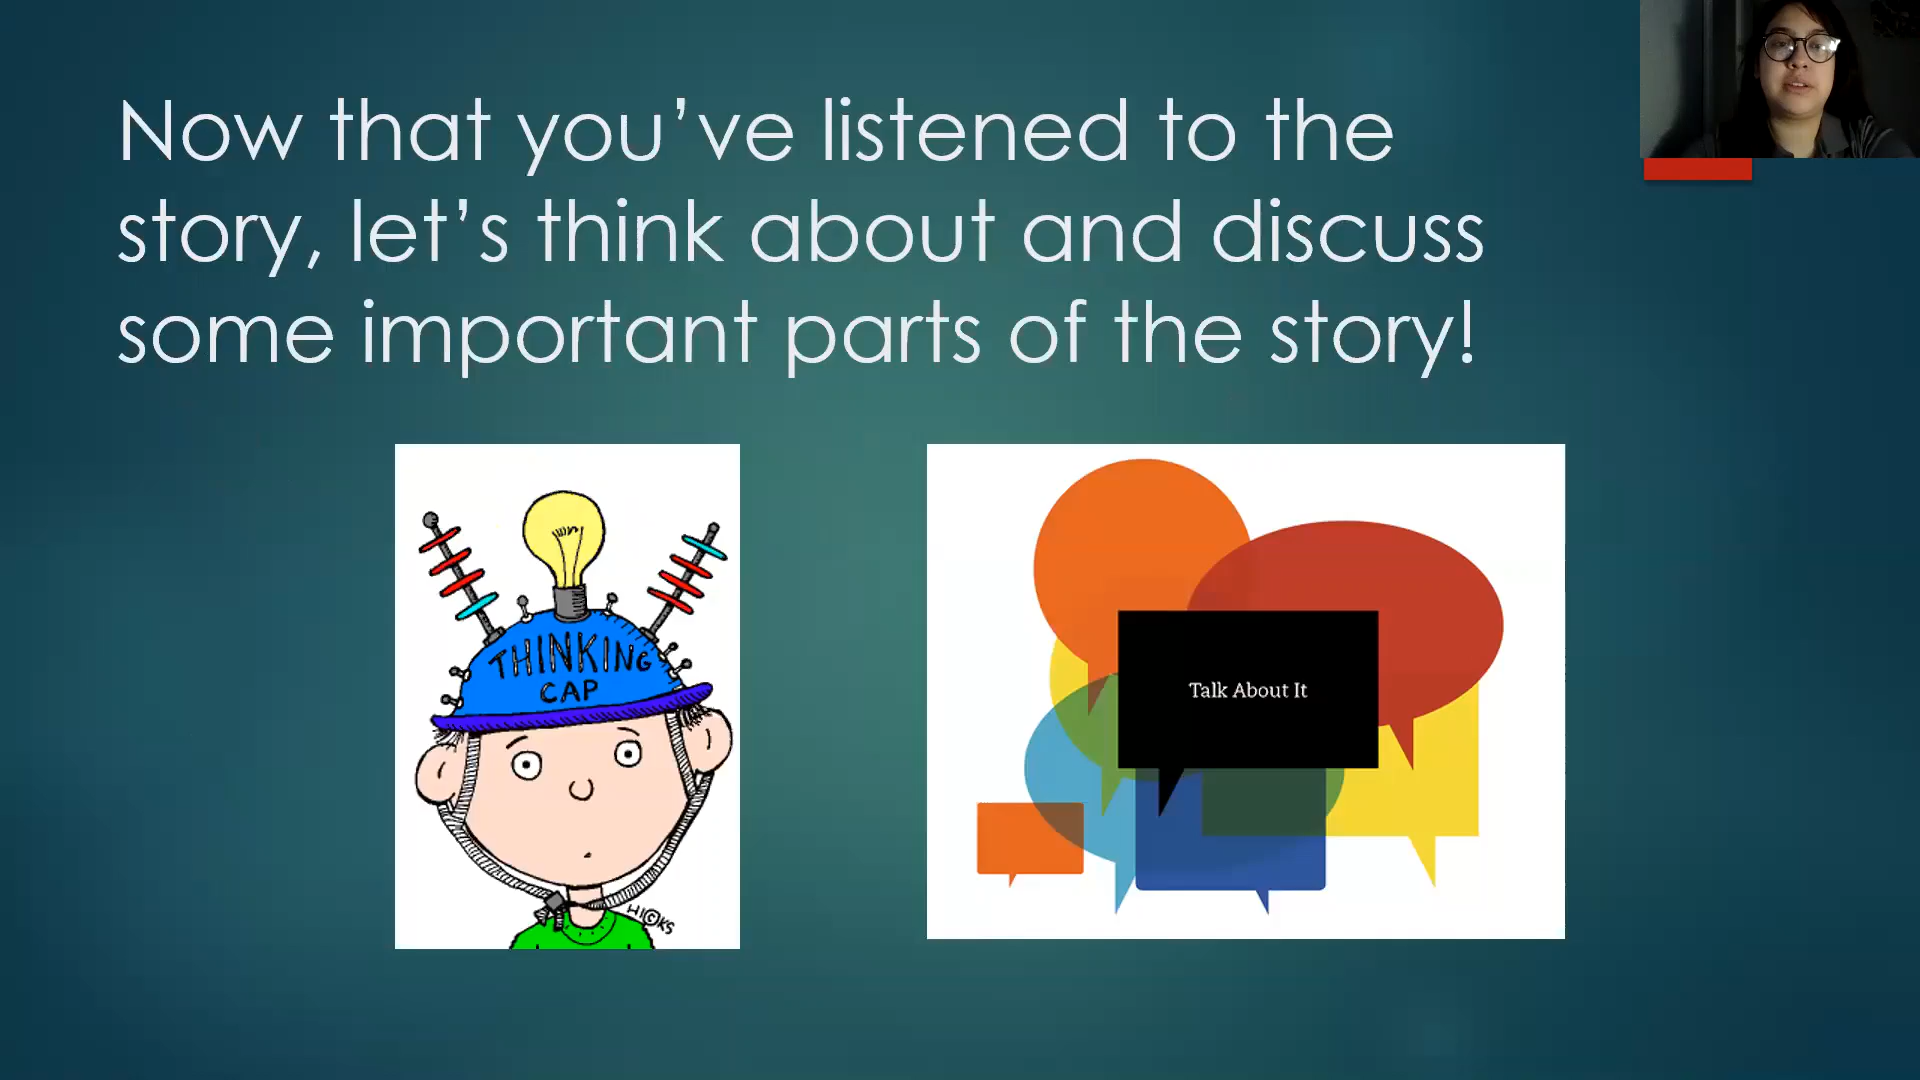 Now that you’ve listened to the
story, let’s think about and discuss
some important parts of the story!
THINKING
CAP
HICKS
Talk About It